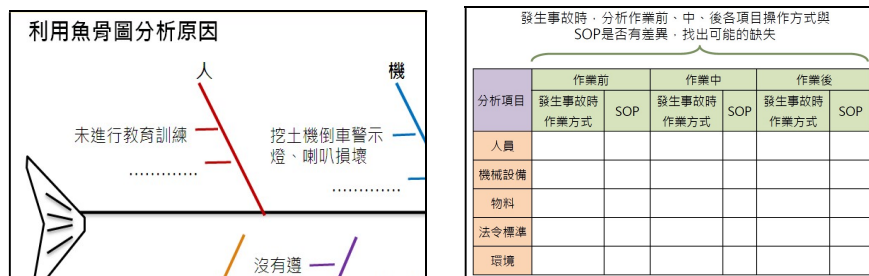 利用魚骨圖分析原因
人
機
未進行教育訓練
.............
挖土機倒車警示
燈、喇叭損壞
.............
沒有遵
發生事故時，分析作業前、中、後各項目操作方式與
SOP是否有差異，找出可能的缺失
分析項目
作業前
作業中
作業後
發生事故時
作業方式
SOP
發生事故時
作業方式
SOP
發生事故時
作業方式
SOP
人員
機械設備
物料
法令標準
環境